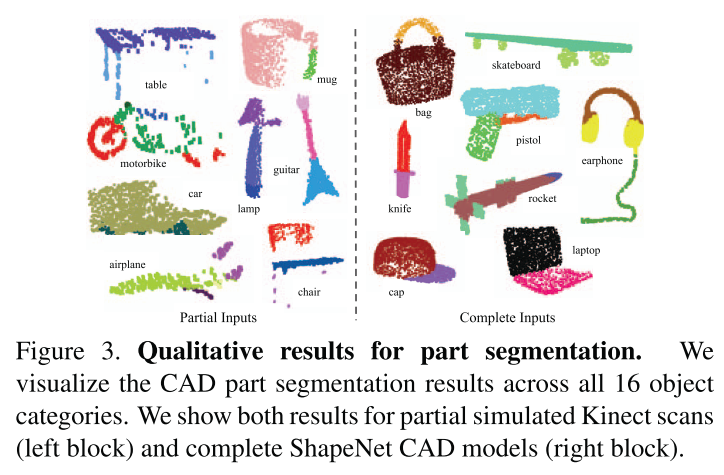 table
mug
motorbike
guitar
lamp
car
airplane
chair
Partial Inputs
bag
skateboard
pistol
earphone
knife
rocket
laptop
cap
Complete Inputs
Figure 3. Qualitative results for part segmentation. We
visualize the CAD part segmentation results across all 16 object
categories. We show both results for partial simulated Kinect scans
(left block) and complete ShapeNet CAD models (right block).